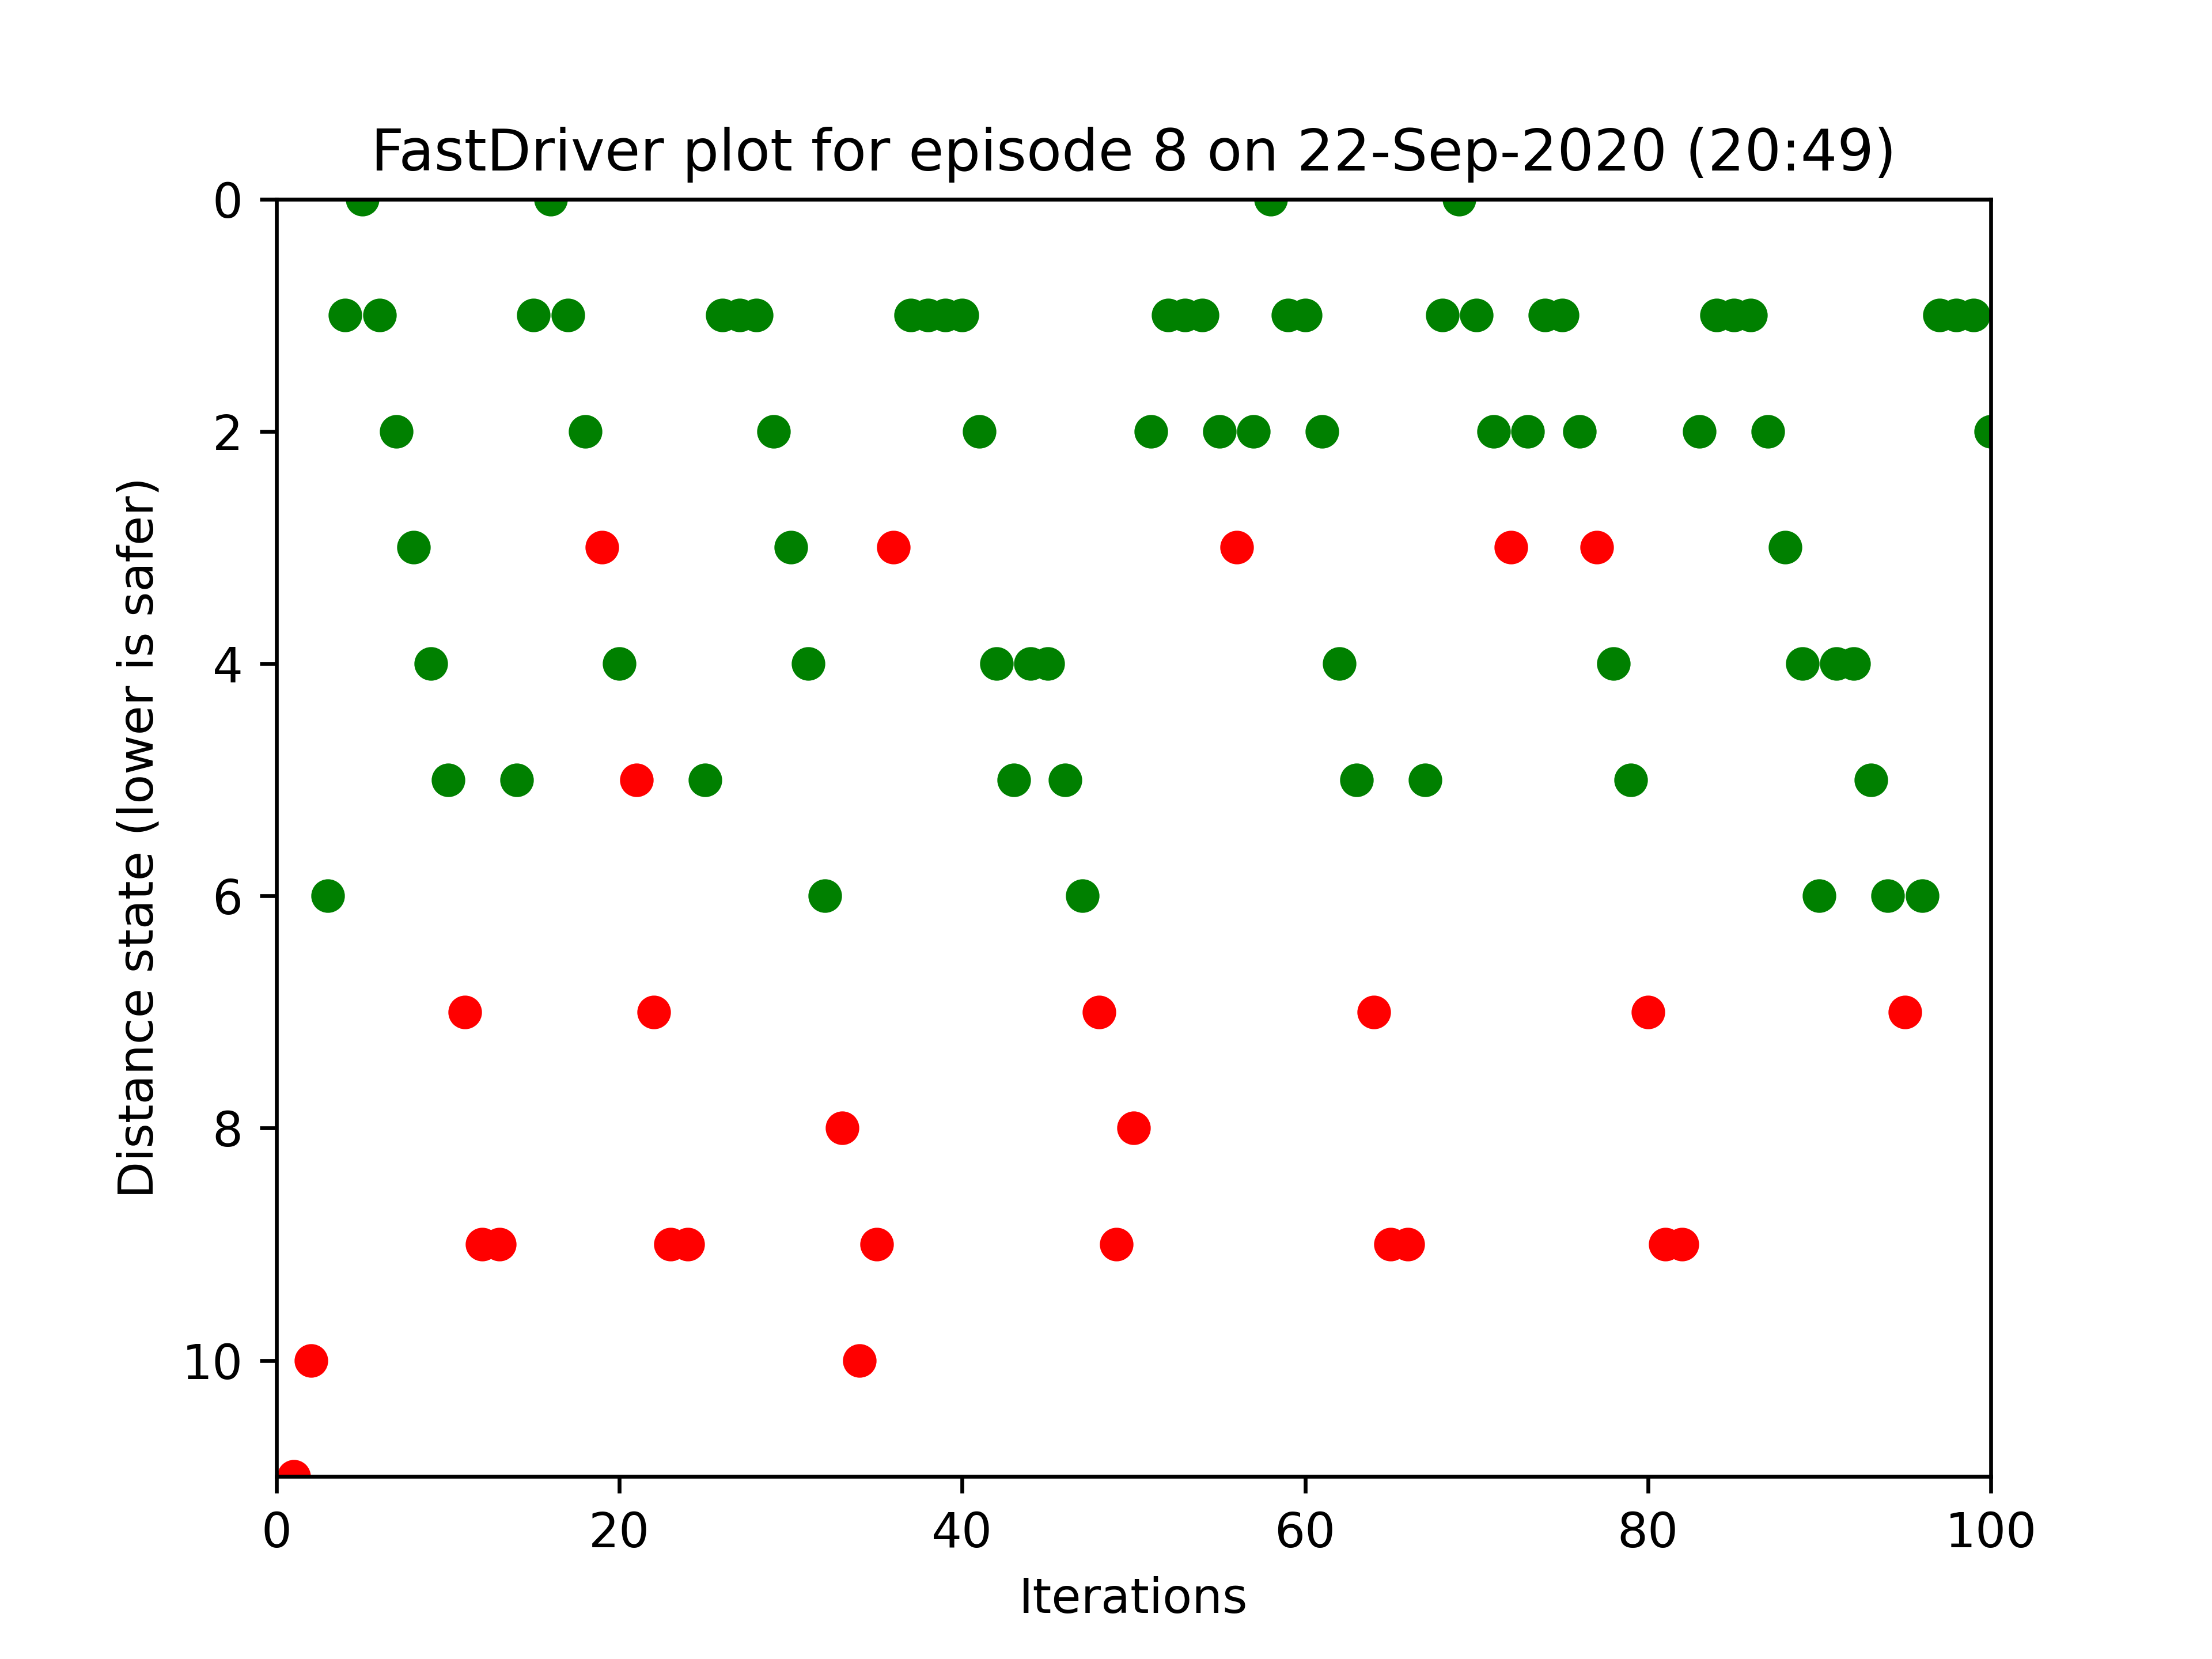 FastDriver plot for episode 8 on 22-Sep-2020 (20:49)
0
2
4
6
8
10
Distance state (lower is safer)
0 20 40 60 80 100
Iterations